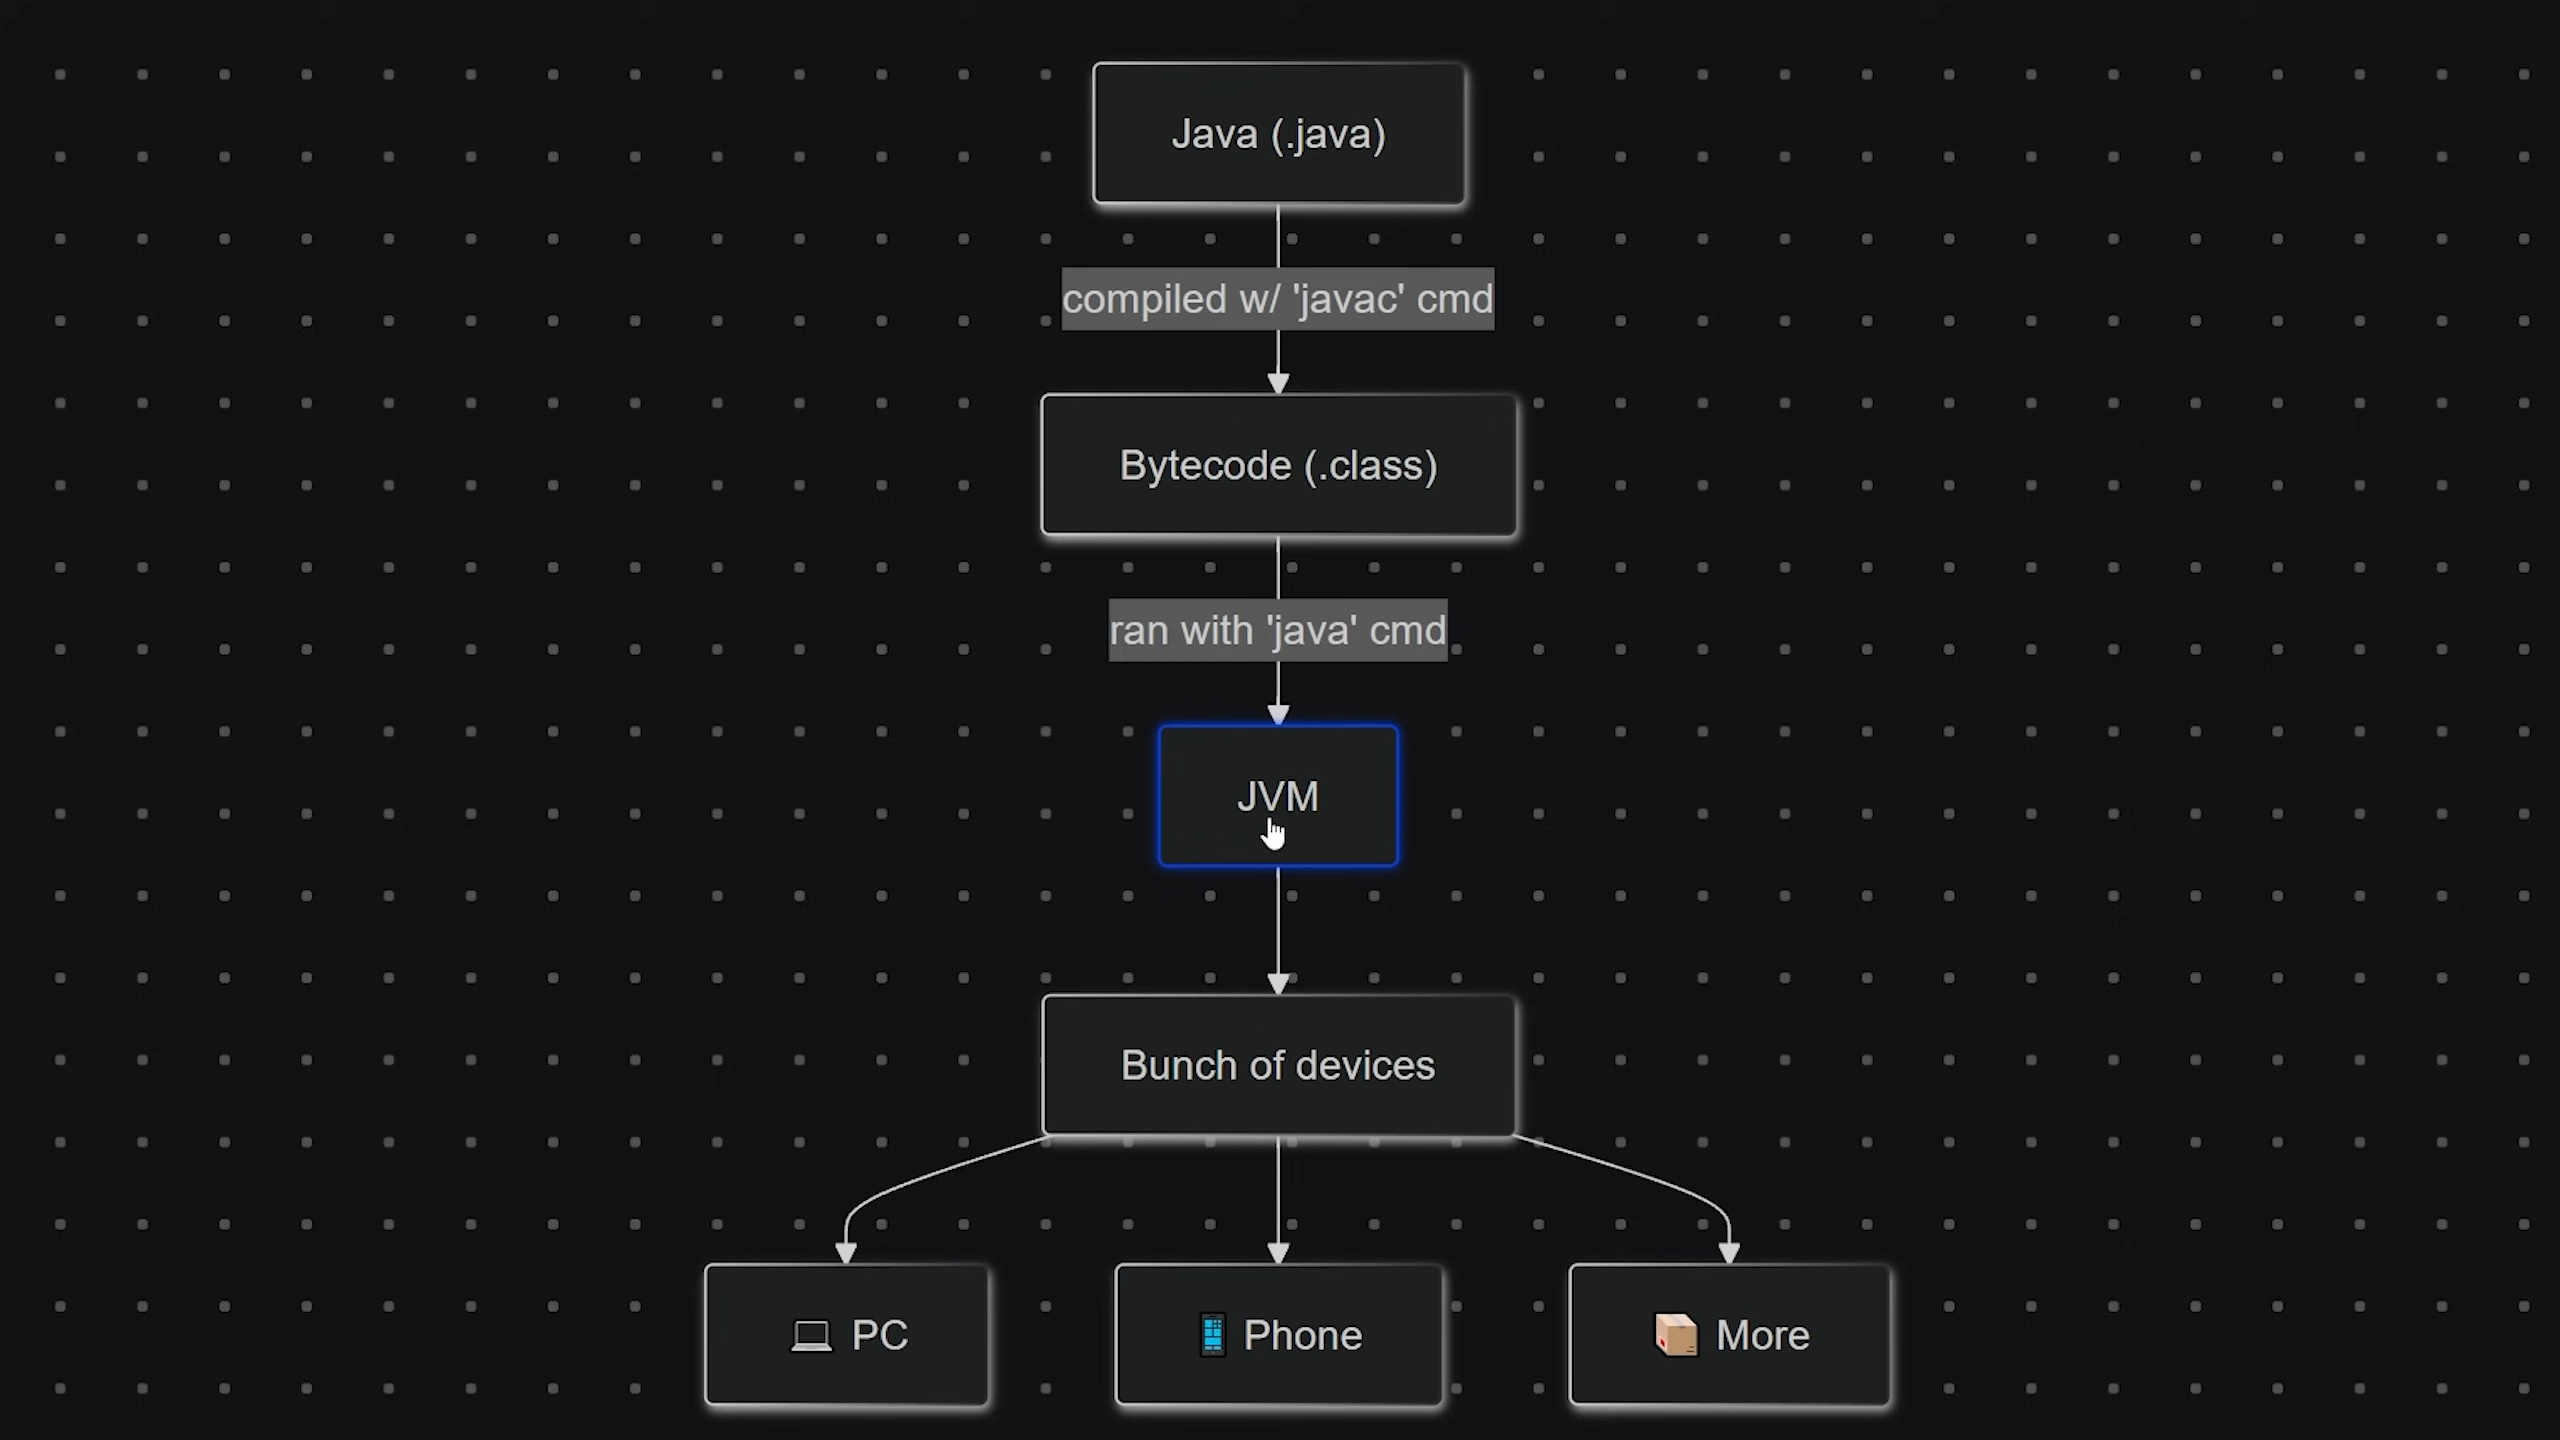 Java (.java)
compiled w/ 'javac' cmd
Bytecode (.class)
ran with 'java' cmd
JVM
Bunch of devices
PC
Phone
More